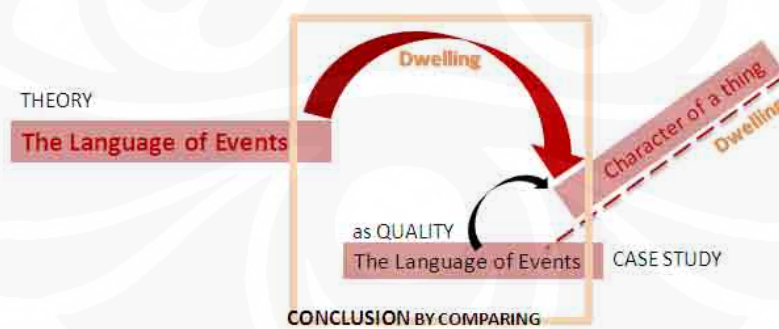 Dwelling
THEORY
The Language of Events
Character of a thing
Dwelling
as QUALITY
The Language of Events
CASE STUDY
CONCLUSION BY COMPARING